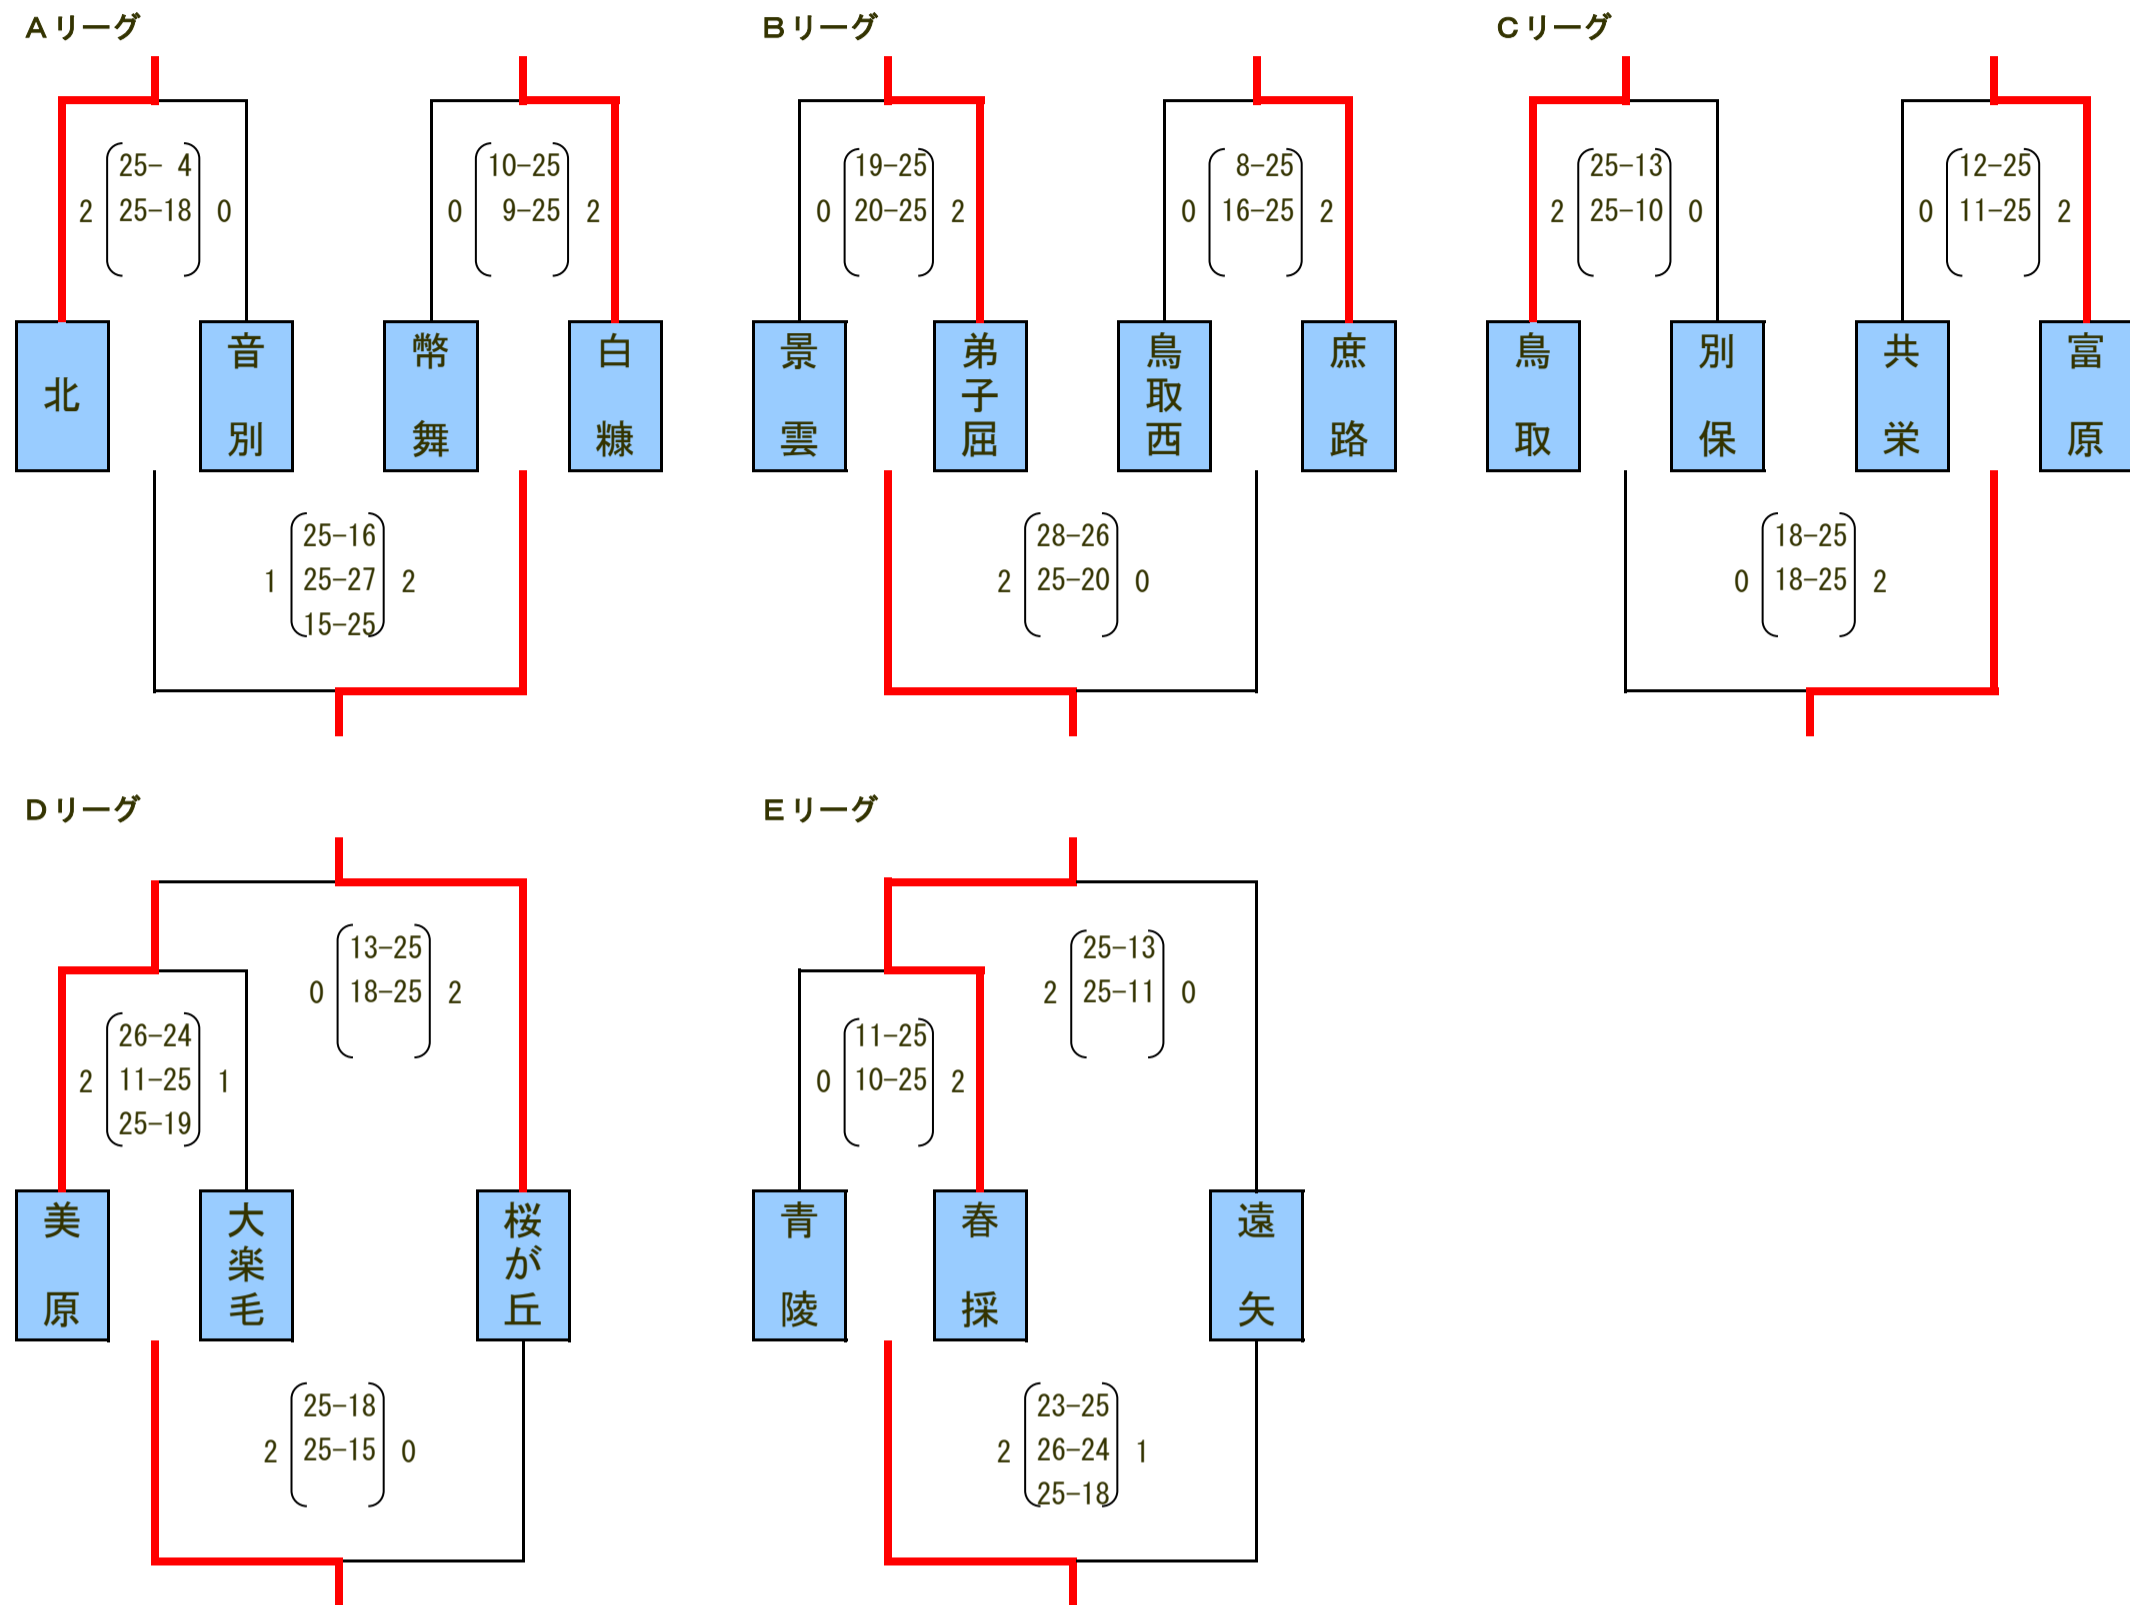 Ａリーグ
25- 4
2 25-18 0
10-25
0 9-25 2
北
音別
幣舞
白糠
25-16
1 25-27 2
15-25
Ｂリーグ
19-25
0 20-25 2
8-25
0 16-25 2
景雲
弟子屈
鳥取西
庶路
28-26
2 25-20 0
Ｃリーグ
25-13
2 25-10 0
12-25
0 11-25 2
鳥取
別保
共栄
富原
18-25
0 18-25 2
Ｄリーグ
13-25
0 18-25 2
26-24
2 11-25 1
25-19
美原
大楽毛
桜が丘
25-18
2 25-15 0
Ｅリーグ
25-13
2 25-11 0
11-25
0 10-25 2
青陵
春採
遠矢
23-25
2 26-24 1
25-18